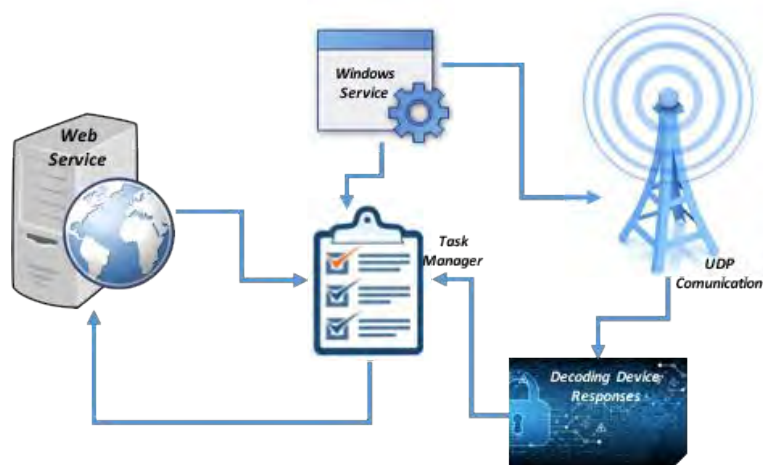 Windows
Service
Web
Service
Task
Manager
UDP
Comunication
Decoding Device
Responses